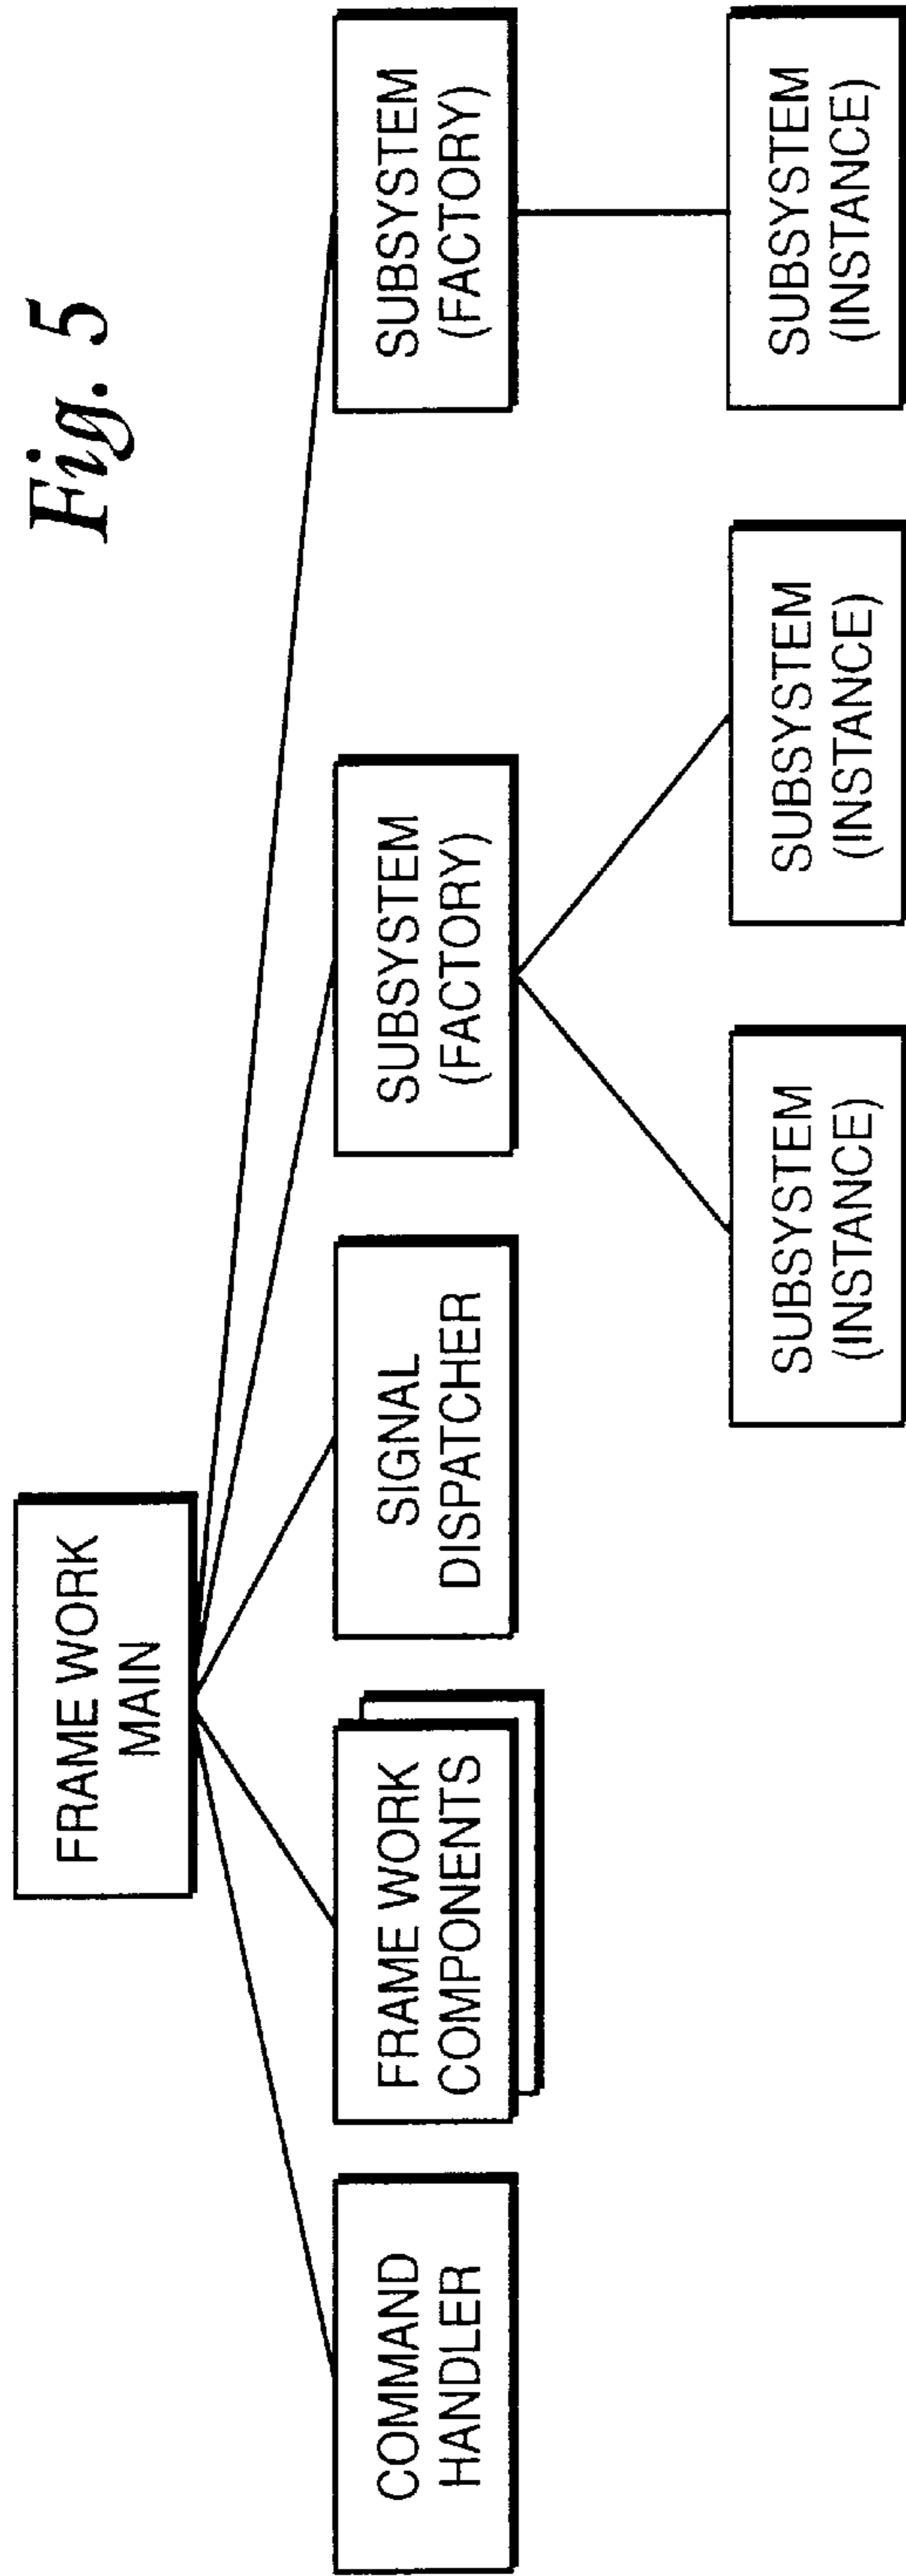 Fig. 5
FRAME WORK
MAIN
COMMAND
HANDLER
FRAME WORK
COMPONENTS
SIGNAL
DISPATCHER
SUBSYSTEM
(FACTORY)
SUBSYSTEM
(FACTORY)
SUBSYSTEM
(INSTANCE)
SUBSYSTEM
(INSTANCE)
SUBSYSTEM
(INSTANCE)